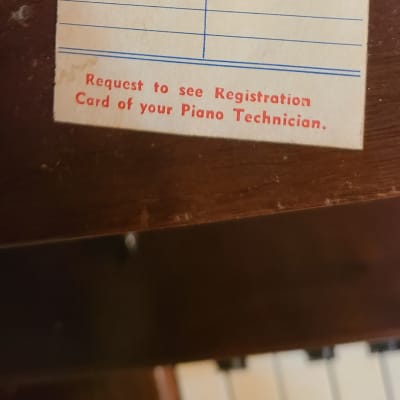 Request to see Registration
Card of your Piano Technician.